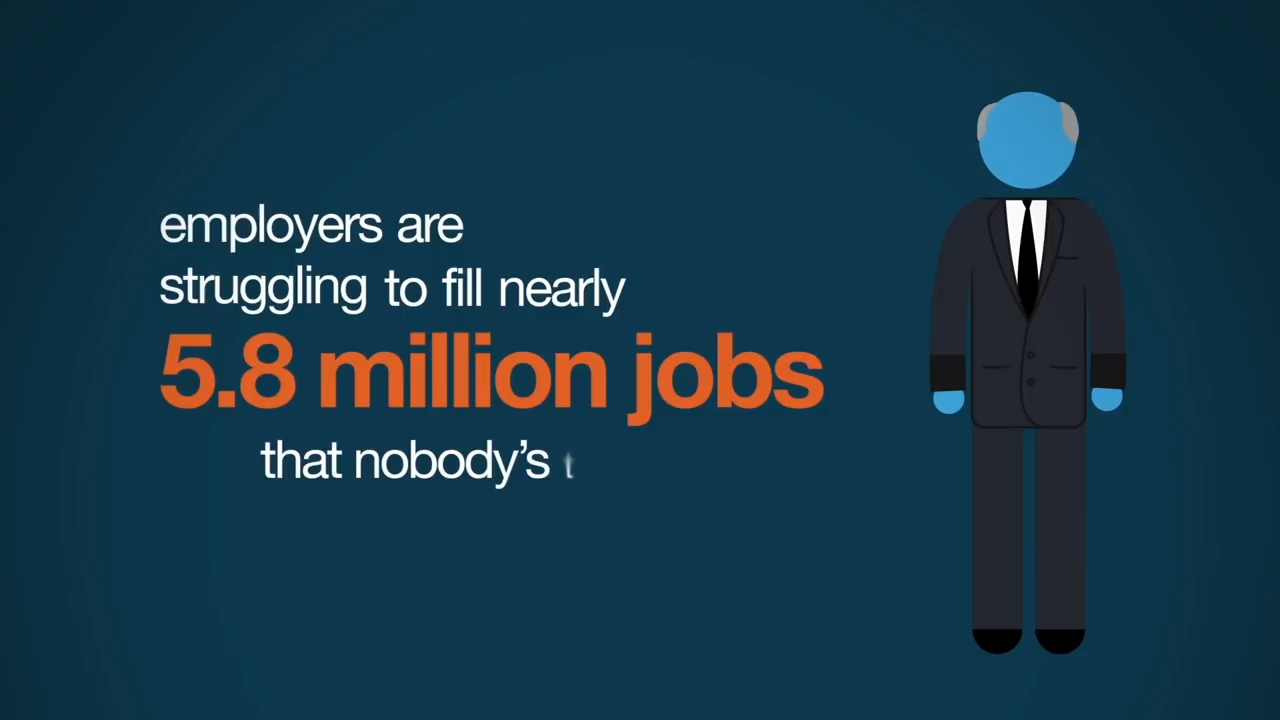 employers are
struggling to fill nearly
5.8 million jobs
that nobody’s t